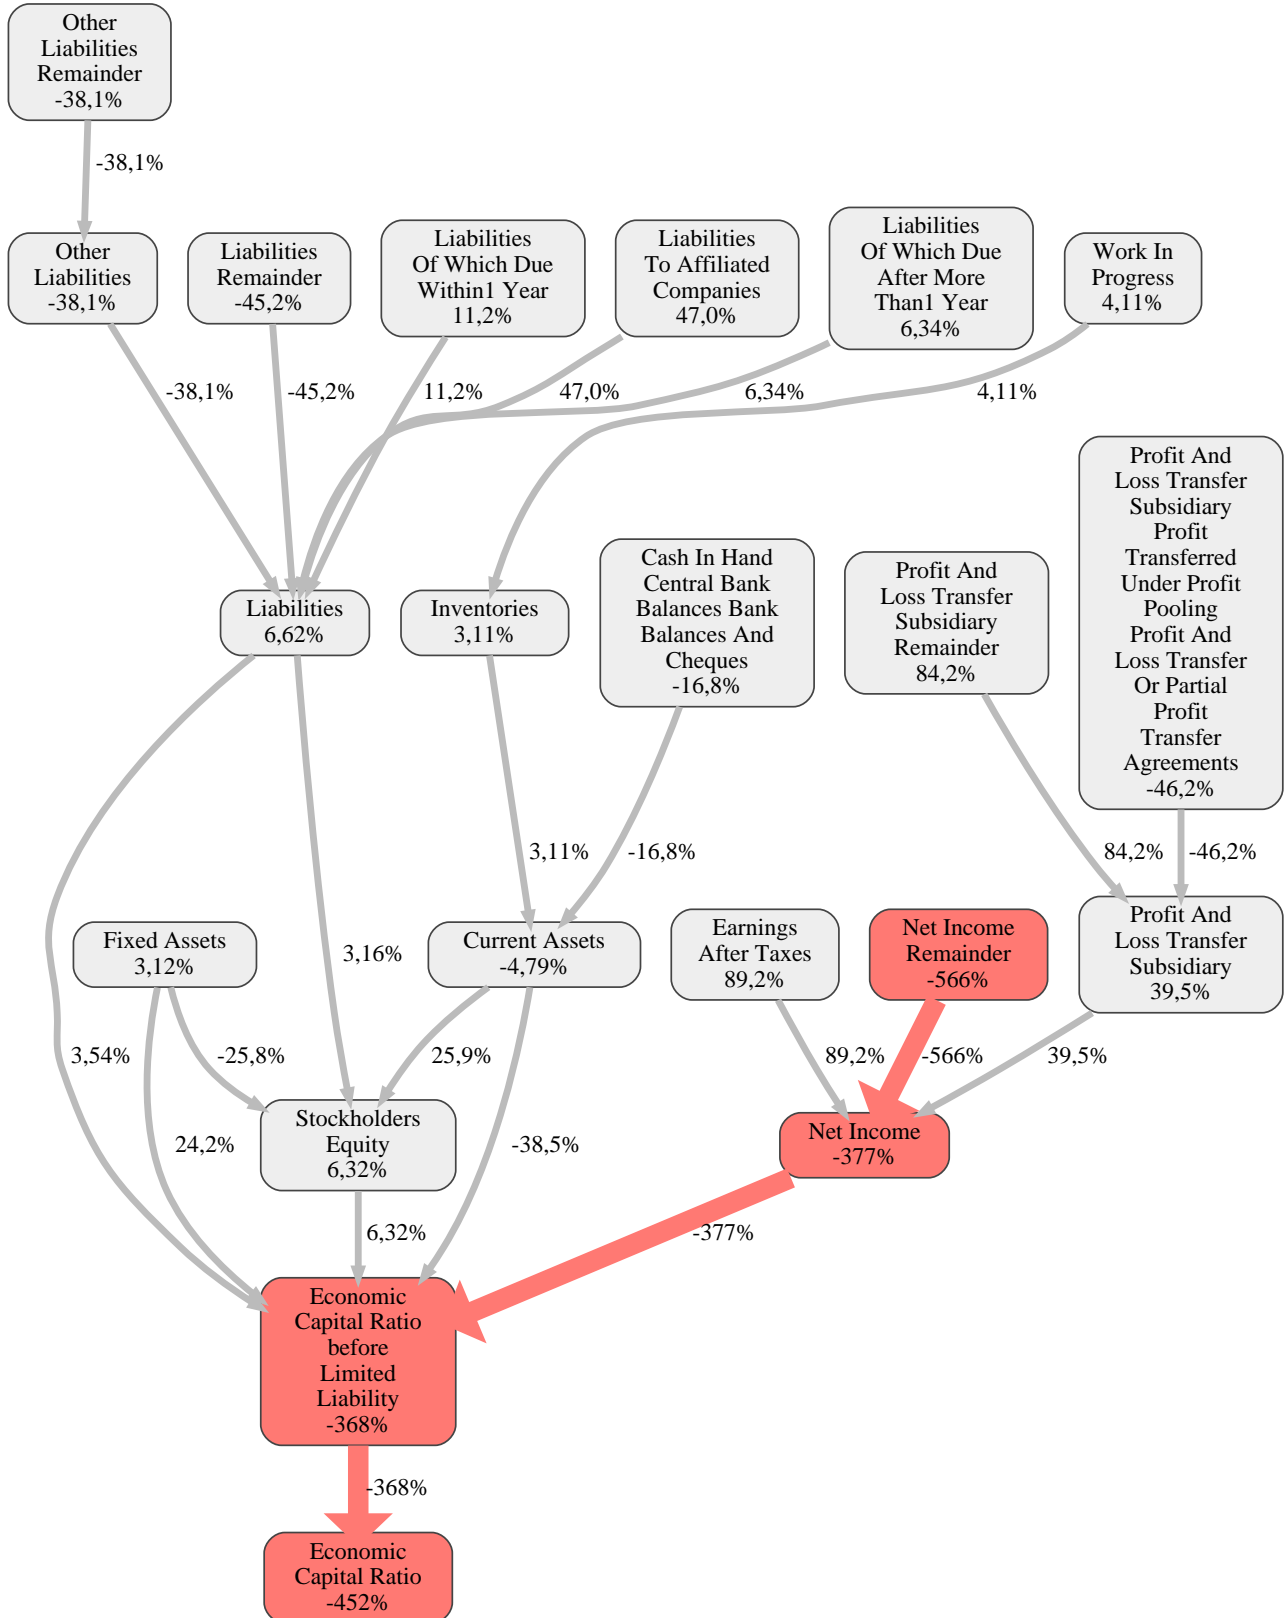 Other
Liabilities
Remainder
-38,1%
-38,1%
Other
Liabilities
-38,1%
Liabilities
Remainder
-45,2%
Liabilities
Of Which Due
Within1 Year
11,2%
Liabilities
To Affiliated
Companies
47,0%
Liabilities
Of Which Due
After More
Than1 Year
6,34%
Work In
Progress
4,11%
-38,1%
-45,2%
11,2%
47,0%
6,34%
4,11%
Profit And
Loss Transfer
Subsidiary
Profit
Transferred
Under Profit
Pooling
Profit And
Loss Transfer
Or Partial
Profit
Transfer
Agreements
-46,2%
Liabilities
6,62%
Inventories
3,11%
Cash In Hand
Central Bank
Balances Bank
Balances And
Cheques
-16,8%
Profit And
Loss Transfer
Subsidiary
Remainder
84,2%
3,11%
-16,8%
84,2%
-46,2%
Fixed Assets
3,12%
3,16%
Current Assets
-4,79%
Earnings
After Taxes
89,2%
Net Income
Remainder
-566%
Profit And
Loss Transfer
Subsidiary
39,5%
3,54%
-25,8%
25,9%
89,2%
-566%
39,5%
24,2%
Stockholders
Equity
6,32%
-38,5%
Net Income
-377%
6,32%
-377%
Economic
Capital Ratio
before
Limited
Liability
-368%
-368%
Economic
Capital Ratio
-452%